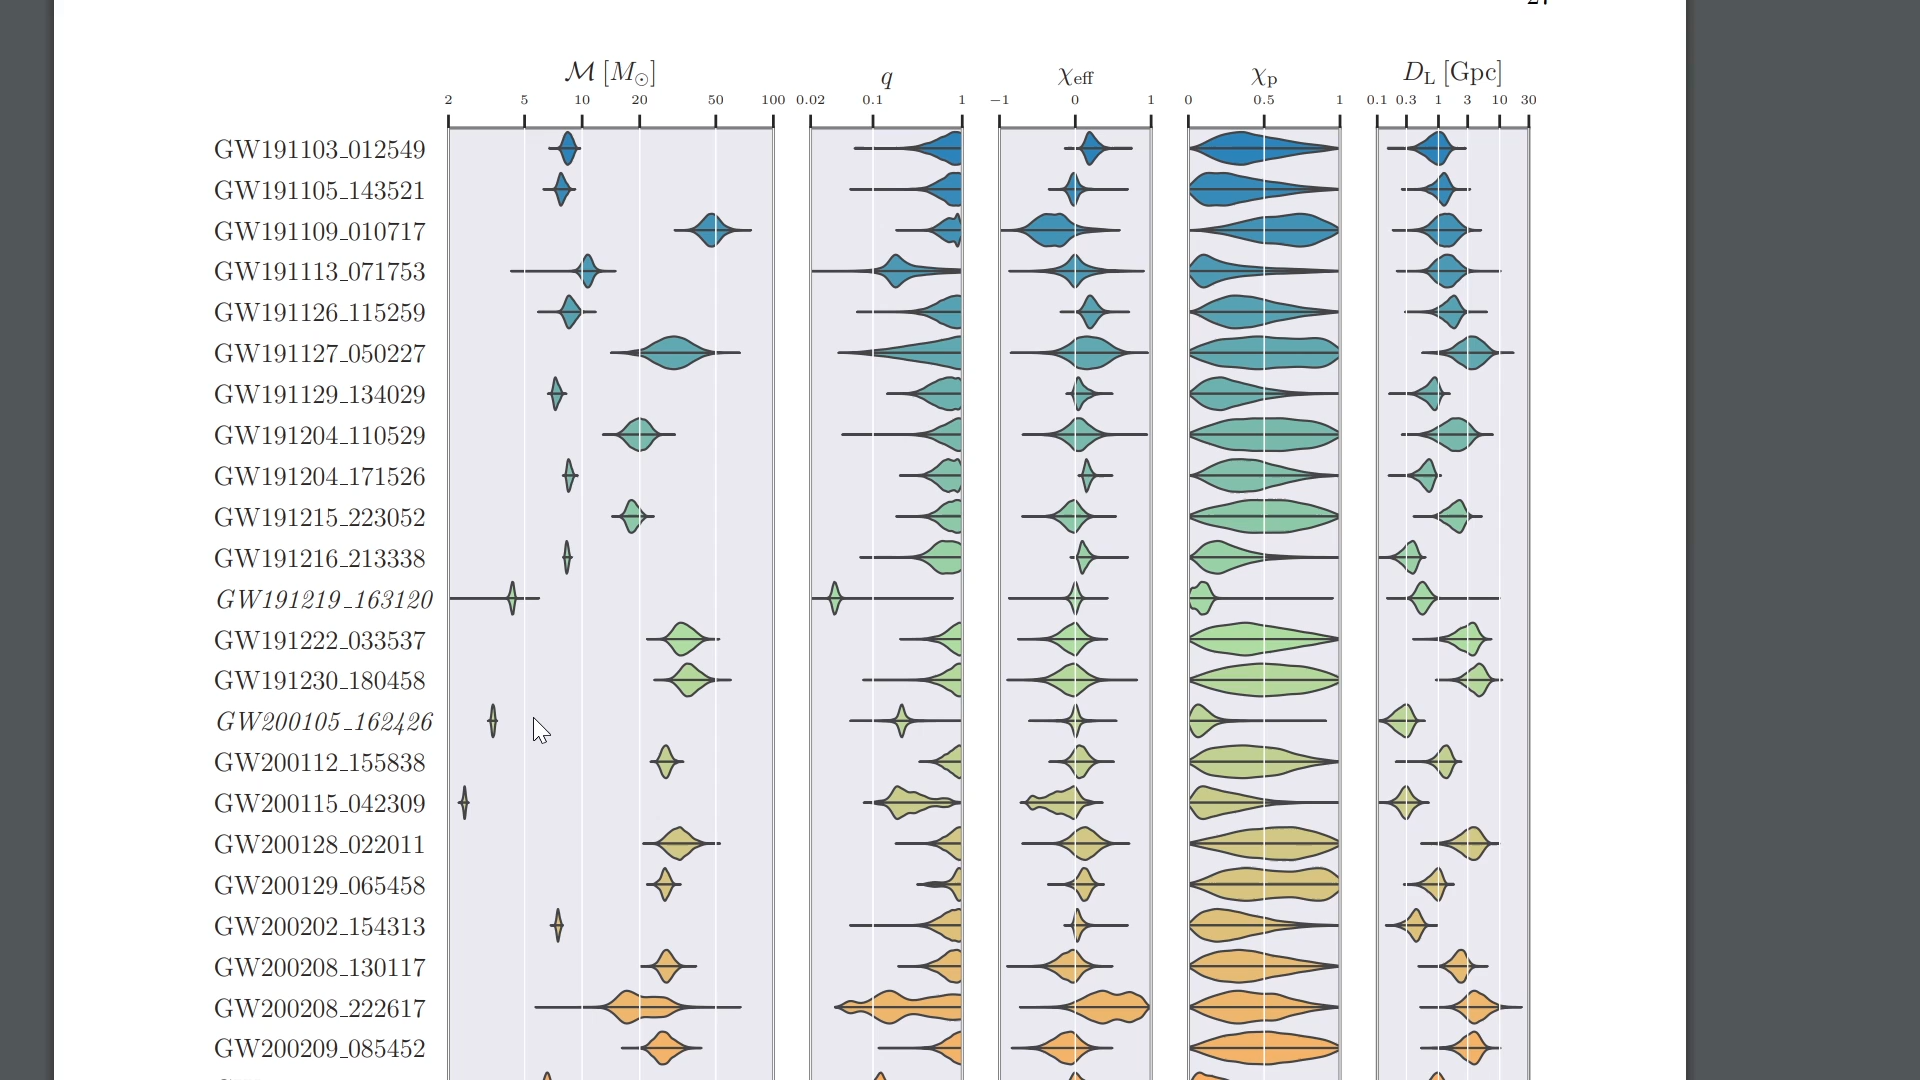 ℳ [M⊙] q χeff χp DL [Gpc]
2 5 10 20 50 100 0.02 0.1 1 −1 0 1 0 0.5 1 0.1 0.3 1 3 10 30
GW191103_012549
GW191105_143521
GW191109_010717
GW191113_071753
GW191126_115259
GW191127_050227
GW191129_134029
GW191204_110529
GW191204_171526
GW191215_223052
GW191216_213338
GW191219_163120
GW191222_033537
GW191230_180458
GW200105_162426
GW200112_155838
GW200115_042309
GW200128_022011
GW200129_065458
GW200202_154313
GW200208_130117
GW200208_222617
GW200209_085452